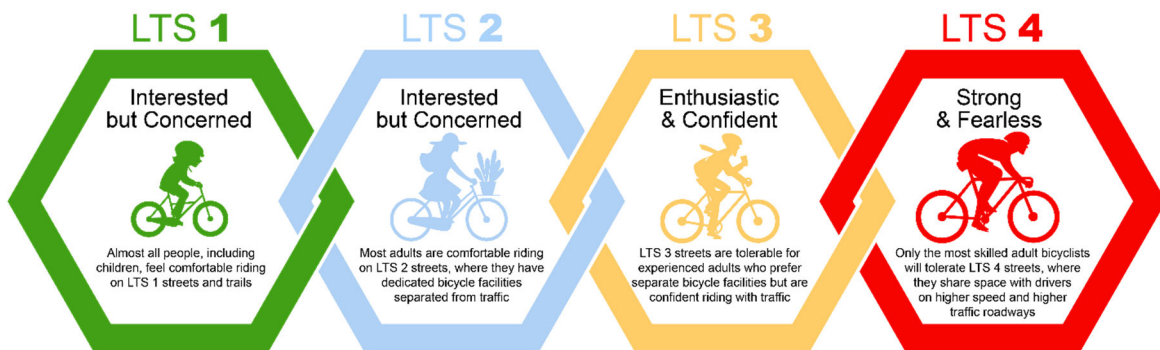 LTS 1
Interested
but Concerned
Almost all people, including
children, feel comfortable riding
on LTS 1 streets and trails
LTS 2
Interested
but Concerned
Most adults are comfortable riding
on LTS 2 streets, where they have
dedicated bicycle facilities
separated from traffic
LTS 3
Enthusiastic
& Confident
LTS 3 streets are tolerable for
experienced adults who prefer
separate bicycle facilities but are
confident riding with traffic
LTS 4
Strong
& Fearless
Only the most skilled adult bicyclists
will tolerate LTS 4 streets, where
they share space with drivers
on higher speed and higher
traffic roadways